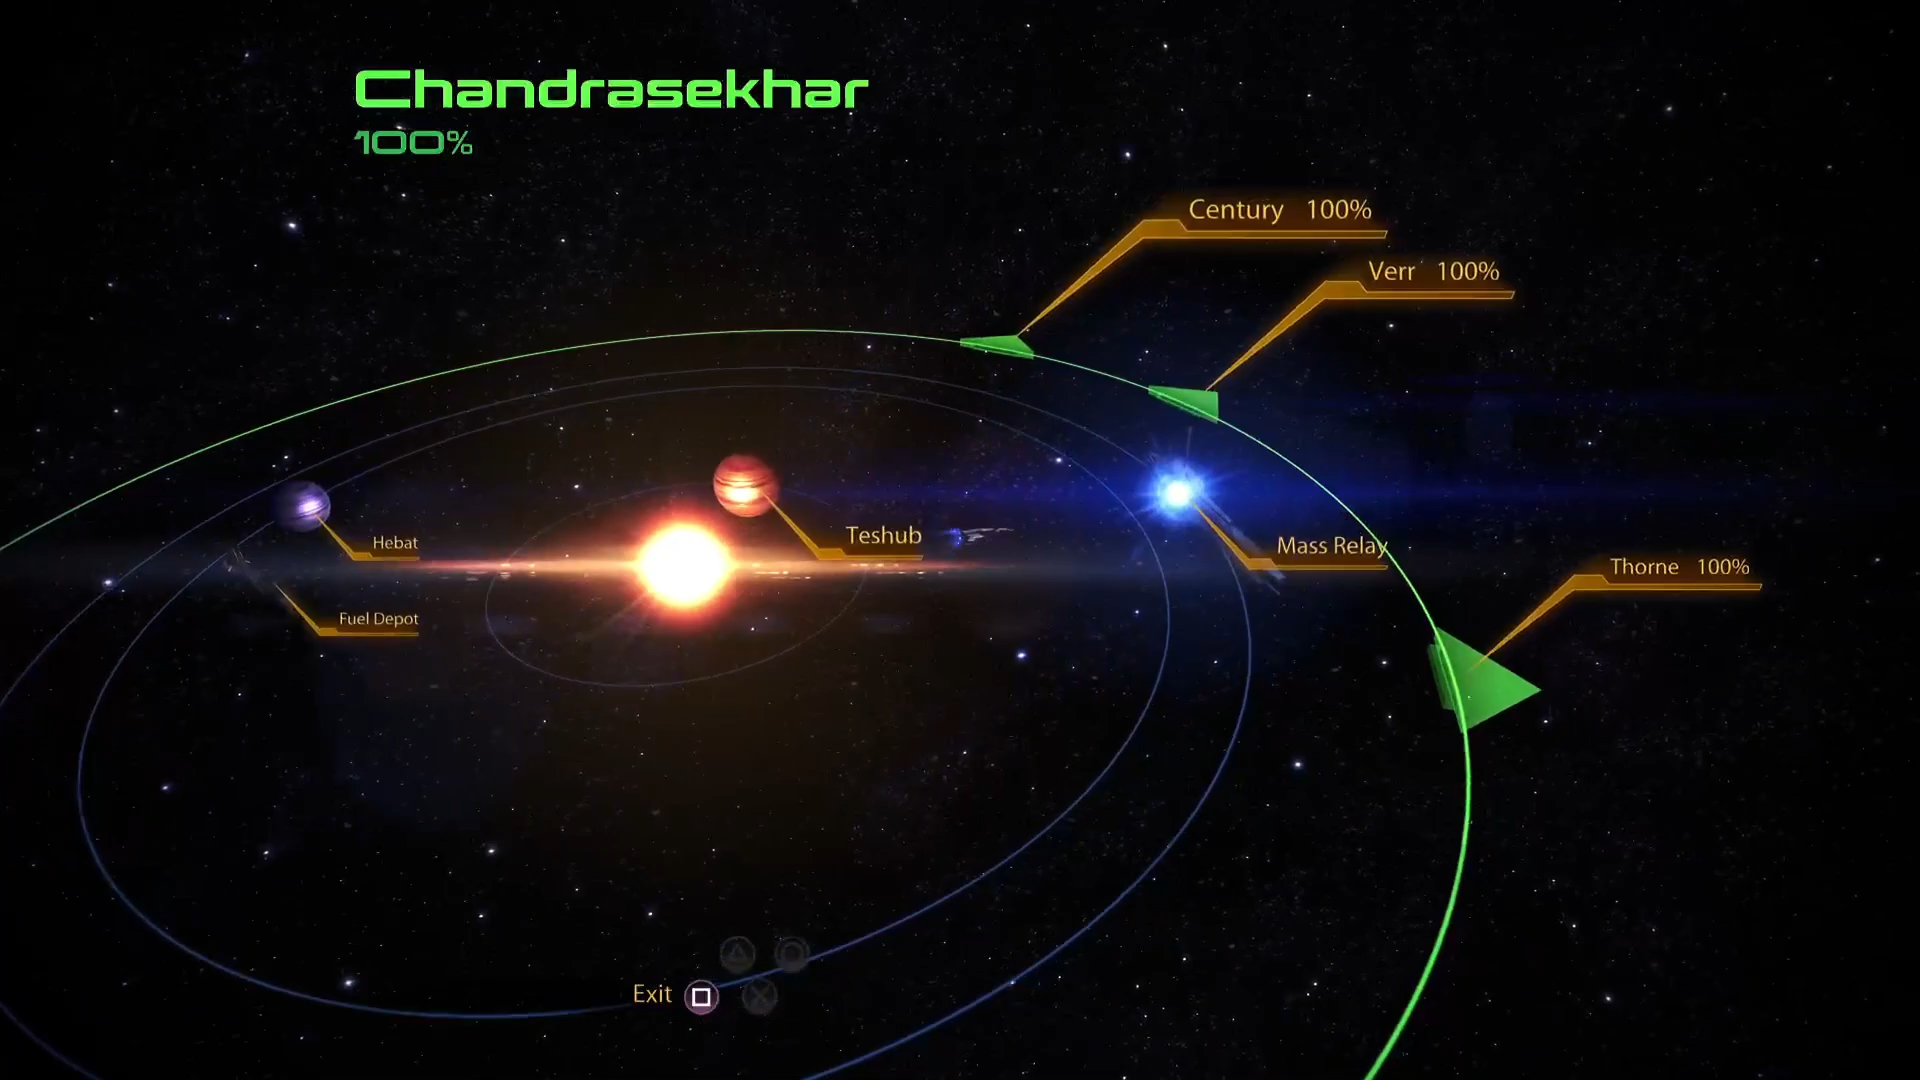 Chandrasekhar
100%
Century 100%
Verr 100%
Teshub
Hebat
Mass Relay
Thorne 100%
Fuel Depot
Exit